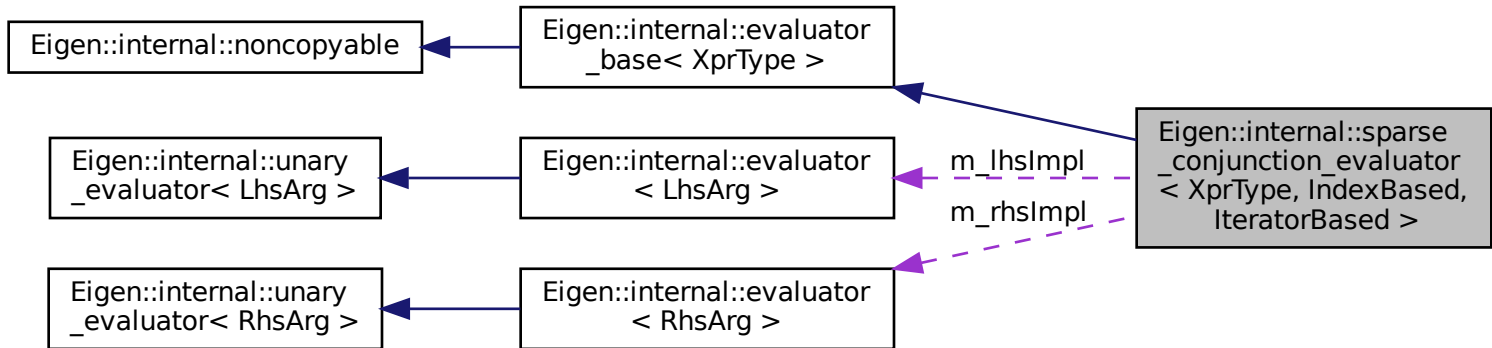 Eigen::internal::noncopyable
Eigen::internal::evaluator
_base< XprType >
Eigen::internal::unary
_evaluator< LhsArg >
Eigen::internal::evaluator
< LhsArg >
Eigen::internal::unary
_evaluator< RhsArg >
Eigen::internal::evaluator
< RhsArg >
m_lhsImpl
m_rhsImpl
Eigen::internal::sparse
_conjunction_evaluator
< XprType, IndexBased,
IteratorBased >